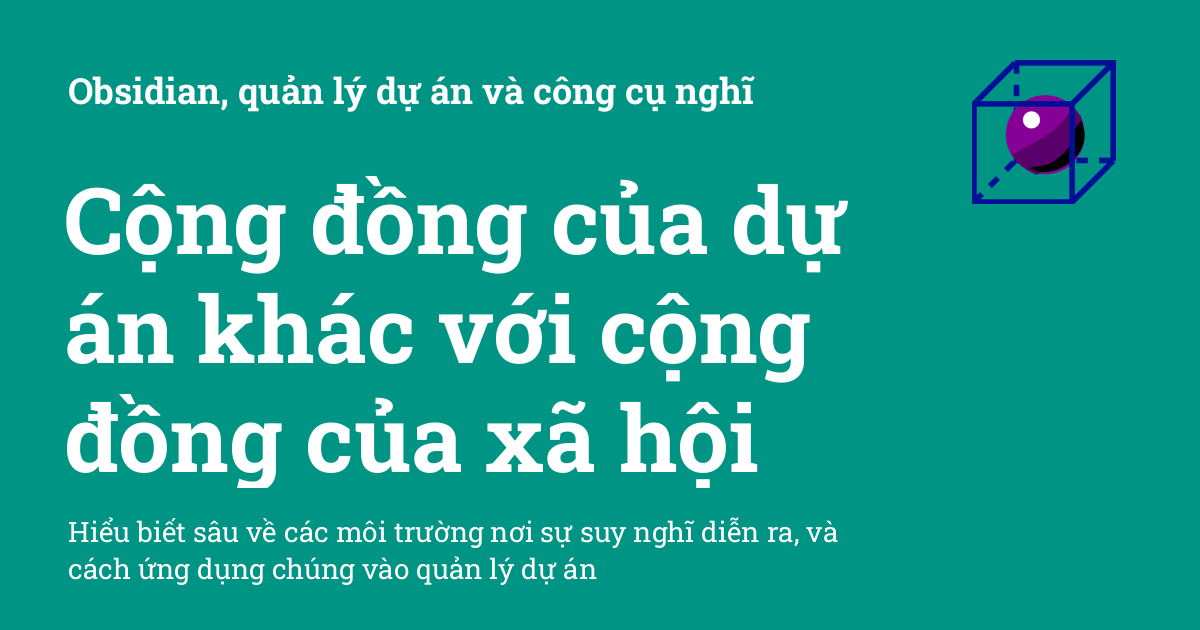 Obsidian, quản lý dự án và công cụ nghĩ
Cộng đồng của dự
án khác với cộng
đồng của xã hội
Hiểu biết sâu về các môi trường nơi sự suy nghĩ diễn ra, và
cách ứng dụng chúng vào quản lý dự án